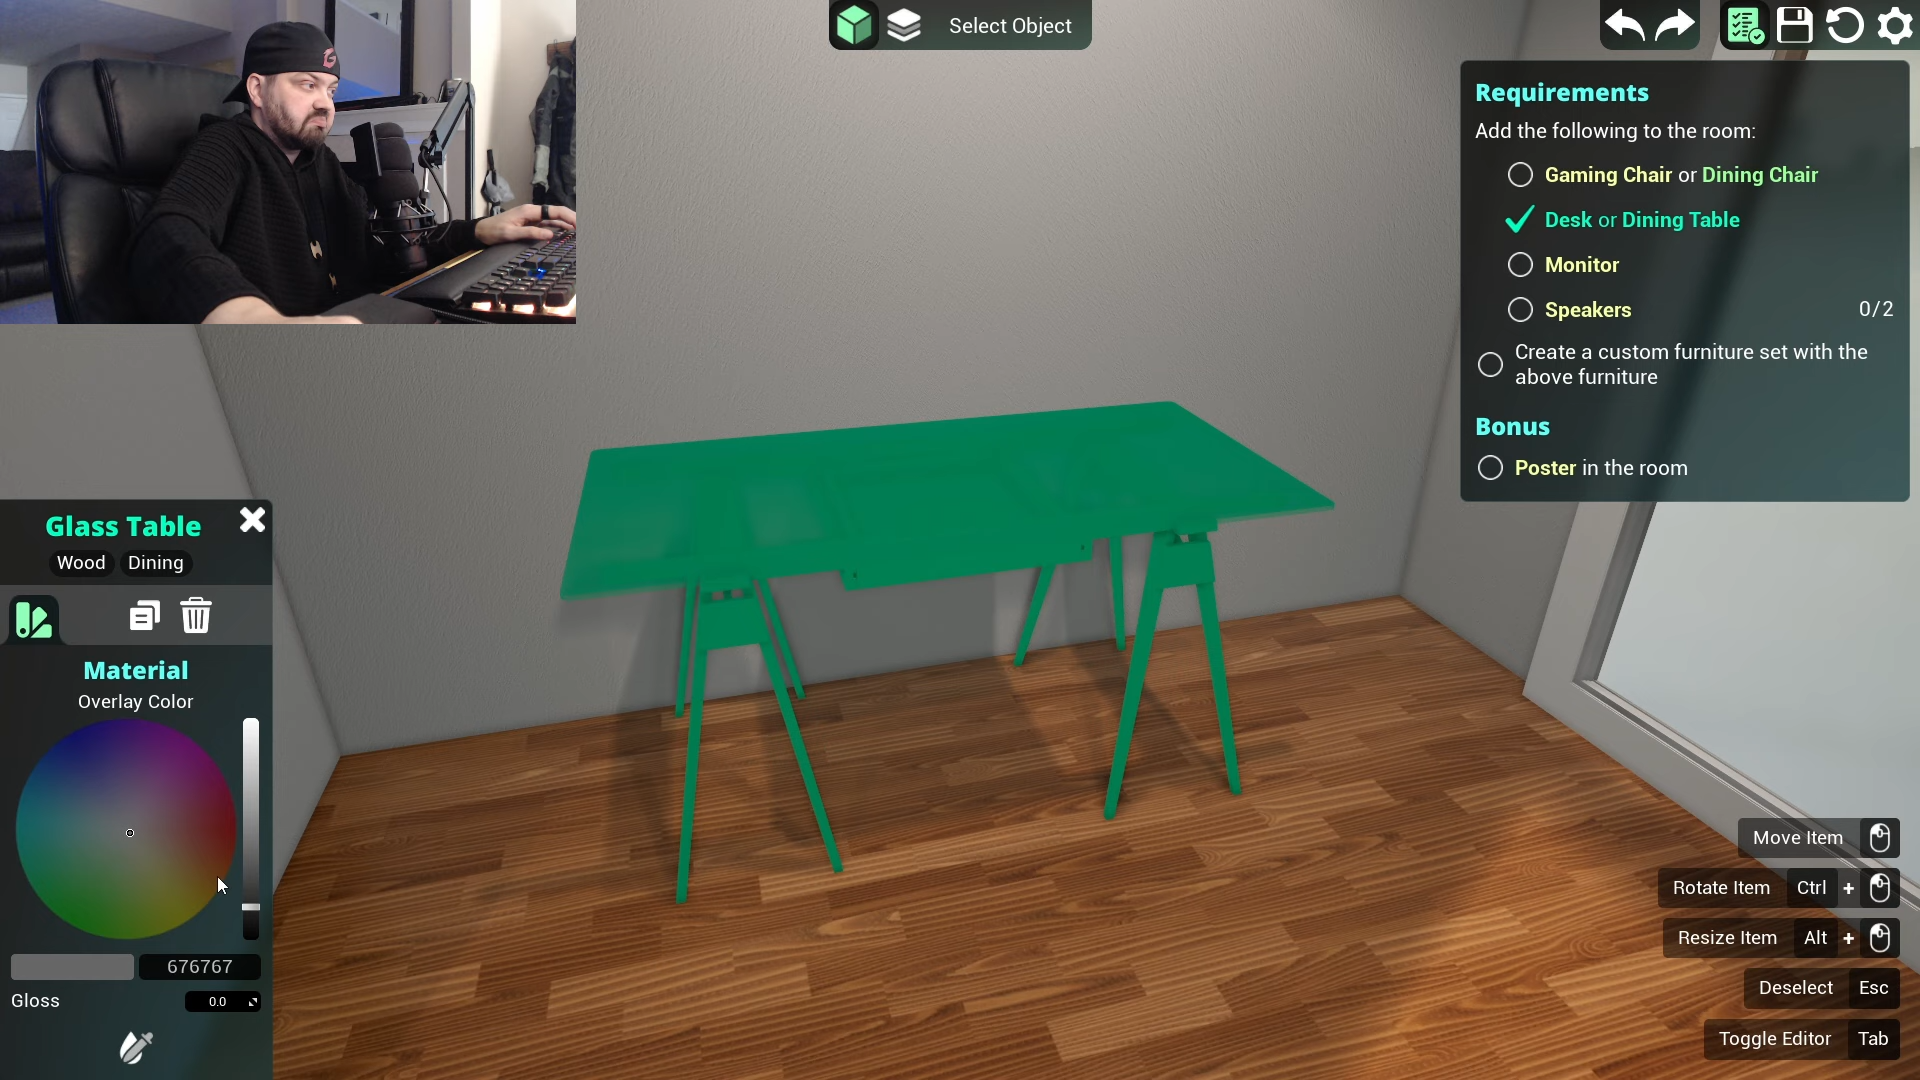 Select Object
Requirements
Add the following to the room:
Gaming Chair or Dining Chair
Desk or Dining Table
Monitor
Speakers 0/2
Create a custom furniture set with the
above furniture
Bonus
Poster in the room
Glass Table
Wood Dining
Material
Overlay Color
676767
Gloss 0.0
Move Item
Rotate Item Ctrl +
Resize Item Alt +
Deselect Esc
Toggle Editor Tab